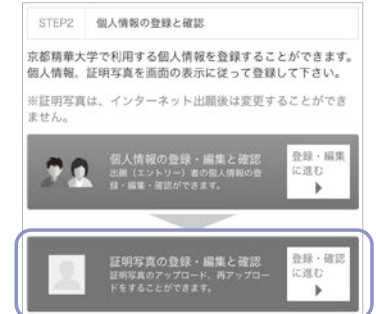 STEP2 個人情報の登録と確認
京都精華大学で利用する個人情報を登録することができます。
個人情報、証明写真を画面の表示に従って登録して下さい。
※証明写真は、インターネット出願後は変更することができ
ません。
個人情報の登録・編集と確認
出願（エントリー）者の個人情報の登
録・編集・確認ができます。
登録・編集
に進む
証明写真の登録・編集と確認
証明写真のアップロード、再アップロー
ドをすることができます。
登録・確認
に進む